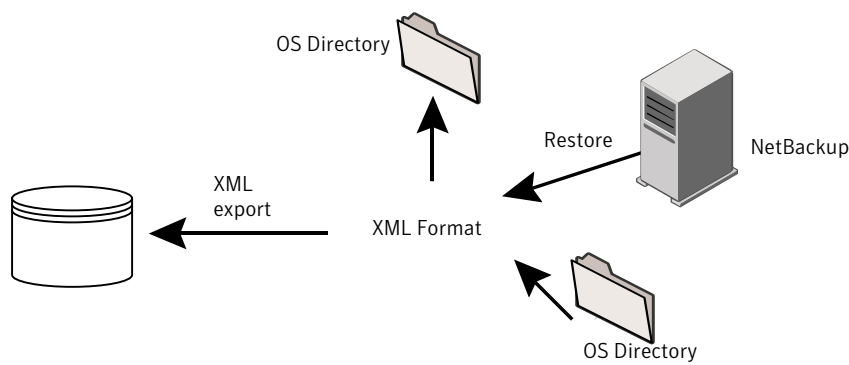 OS Directory
Restore
NetBackup
XML
export
XML Format
OS Directory